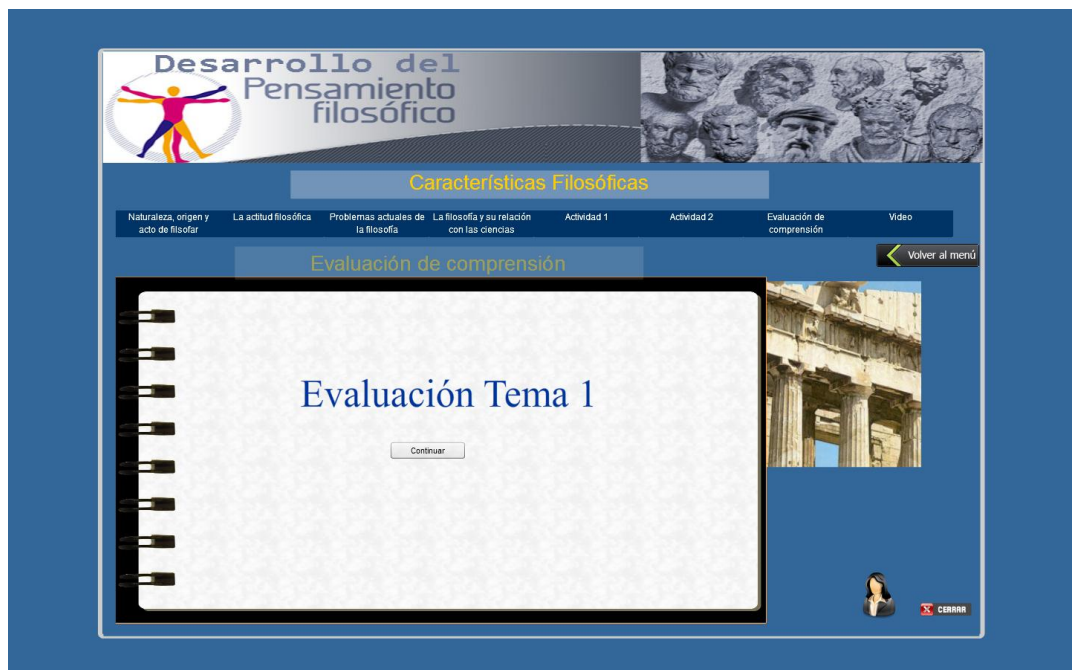 Desarrollo del
Pensamiento
filosófico
Características Filosóficas
Naturaleza, origen y
acto de filsofar
La actitud filosófica
Problemas actuales de
la filosofía
La filosofía y su relación
con las ciencias
Actividad 1
Actividad 2
Evaluación de
comprensión
Video
Volver al menú
Evaluación de comprensión
Evaluación Tema 1
Continuar
X CERRAR